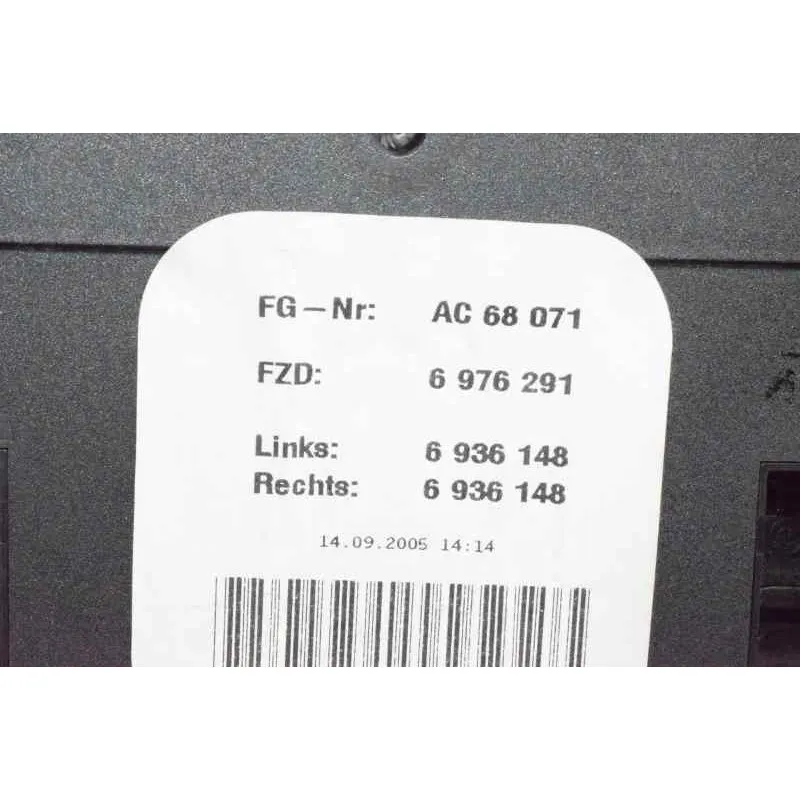 FG-Nr: AC 68 071
FZD: 6 976 291
Links: 6 936 148
Rechts: 6 936 148
14.09.2005 14:14